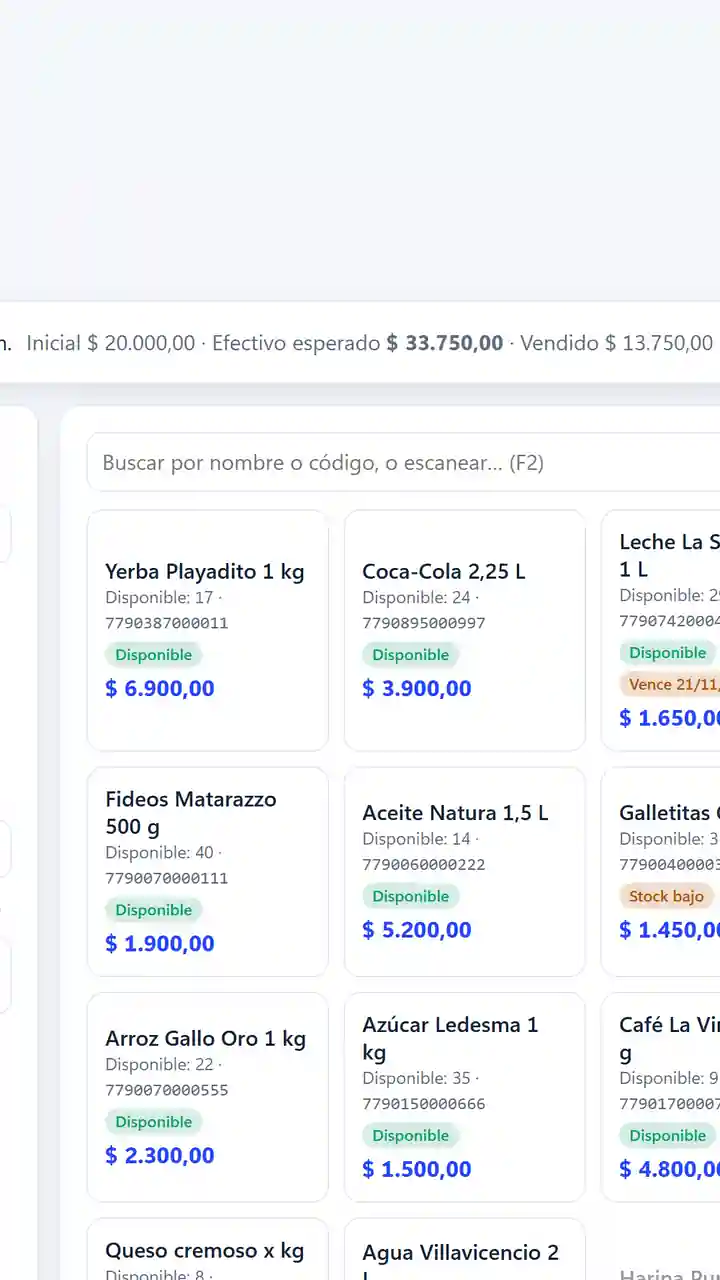 n. Inicial $ 20.000,00 · Efectivo esperado $ 33.750,00 · Vendido $ 13.750,00
Buscar por nombre o código, o escanear... (F2)
Yerba Playadito 1 kg
Disponible: 17 ·
7790387000011
Disponible
$ 6.900,00
Coca-Cola 2,25 L
Disponible: 24 ·
7790895000997
Disponible
$ 3.900,00
Leche La S
1 L
Disponible: 2
7790742000
Disponible
Vence 21/11
$ 1.650,0
Fideos Matarazzo
500 g
Disponible: 40 ·
7790070000111
Disponible
$ 1.900,00
Aceite Natura 1,5 L
Disponible: 14 ·
7790060000222
Disponible
$ 5.200,00
Galletitas
Disponible: 3
7790040000
Stock bajo
$ 1.450,0
Arroz Gallo Oro 1 kg
Disponible: 22 ·
7790070000555
Disponible
$ 2.300,00
Azúcar Ledesma 1
kg
Disponible: 35 ·
7790150000666
Disponible
$ 1.500,00
Café La Vi
g
Disponible: 9
7790170000
Disponible
$ 4.800,0
Queso cremoso x kg
Disponible: 8 ·
Agua Villavicencio 2
L
Harina